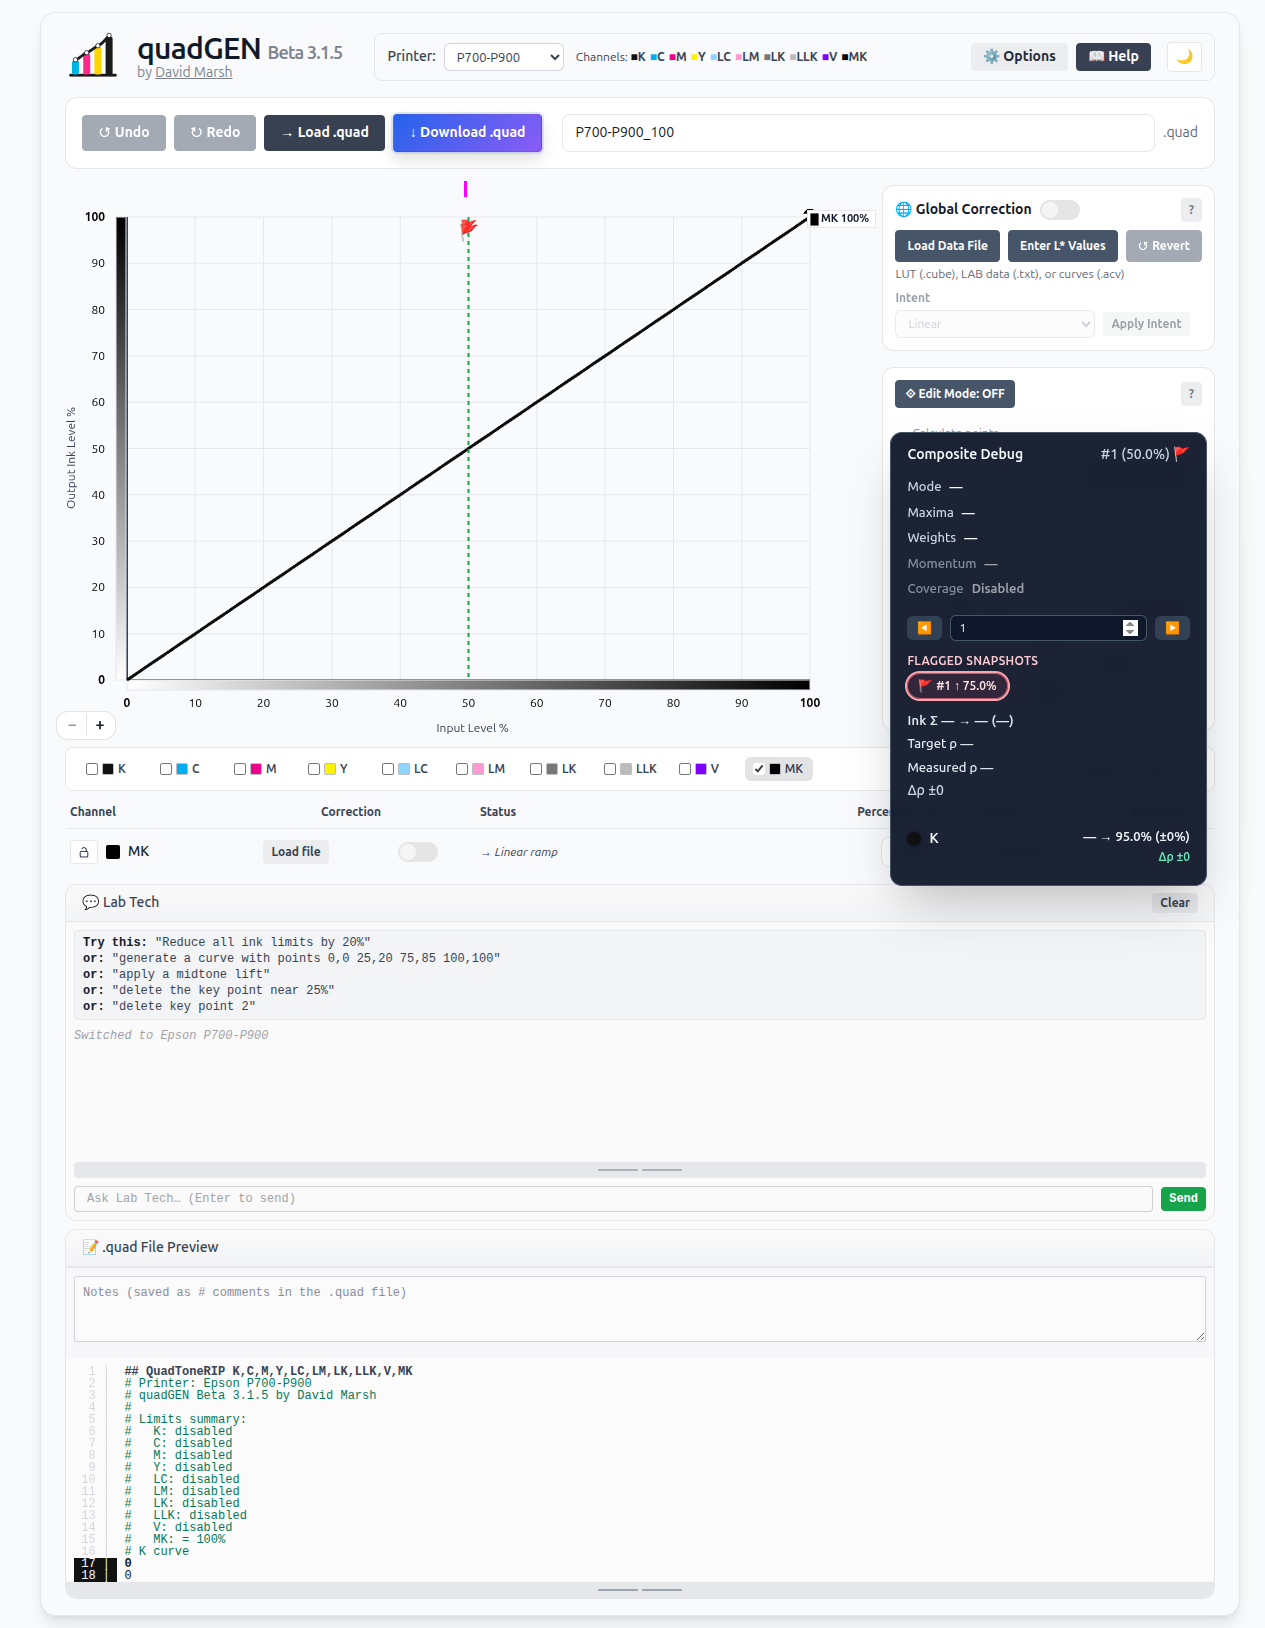 quadGEN Beta 3.1.5
by David Marsh
Printer: P700-P900 Channels: K C M Y LC LM LK LLK V MK
⚙️ Options 📖 Help 🌙
↺ Undo ↻ Redo → Load .quad ↓ Download .quad P700-P900_100 .quad
100
90
80
70
60
50
40
30
20
10
0
Output Ink Level %
MK 100%
0 10 20 30 40 50 60 70 80 90 100
Input Level %
− +
🌐 Global Correction ?
Load Data File Enter L* Values ↺ Revert
LUT (.cube), LAB data (.txt), or curves (.acv)
Intent
Linear Apply Intent
⟐ Edit Mode: OFF ?
Composite Debug #1 (50.0%) 🚩
Mode —
Maxima —
Weights —
Momentum —
Coverage Disabled
◀ 1 ▶
FLAGGED SNAPSHOTS
🚩 #1 ↑ 75.0%
Ink Σ — → — (—)
Target ρ —
Measured ρ —
Δρ ±0
K — → 95.0% (±0%)
Δρ ±0
K C M Y LC LM LK LLK V MK
Channel Correction Status
MK Load file → Linear ramp
💬 Lab Tech Clear
Try this: "Reduce all ink limits by 20%"
or: "generate a curve with points 0,0 25,20 75,85 100,100"
or: "apply a midtone lift"
or: "delete the key point near 25%"
or: "delete key point 2"
Switched to Epson P700-P900
Ask Lab Tech… (Enter to send) Send
📝 .quad File Preview
Notes (saved as # comments in the .quad file)
1 ## QuadToneRIP K,C,M,Y,LC,LM,LK,LLK,V,MK
2 # Printer: Epson P700-P900
3 # quadGEN Beta 3.1.5 by David Marsh
4 #
5 # Limits summary:
6 # K: disabled
7 # C: disabled
8 # M: disabled
9 # Y: disabled
10 # LC: disabled
11 # LM: disabled
12 # LK: disabled
13 # LLK: disabled
14 # V: disabled
15 # MK: = 100%
16 # K curve
17 0
18 0